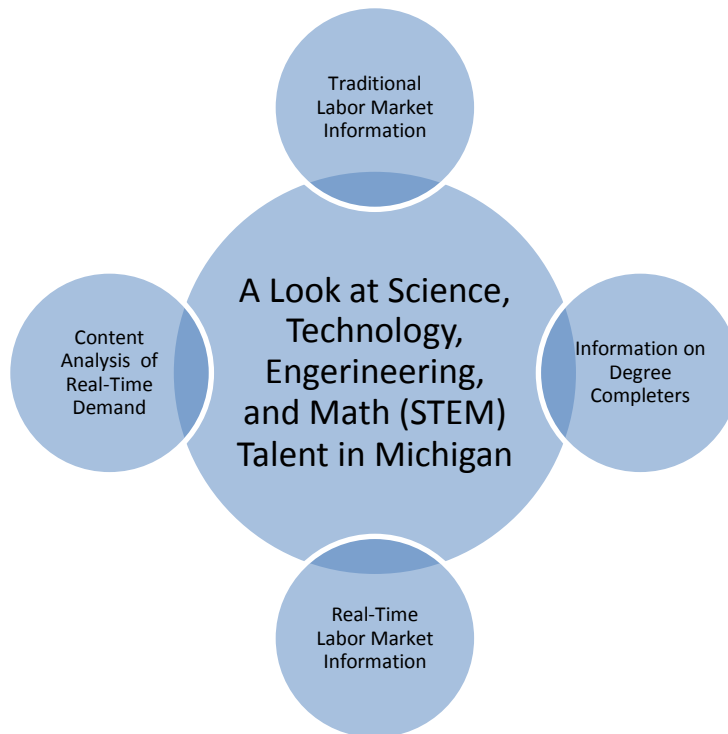 Traditional
Labor Market
Information
A Look at Science,
Technology,
Engerineering,
and Math (STEM)
Talent in Michigan
Content
Analysis of
Real-Time
Demand
Information on
Degree
Completers
Real-Time
Labor Market
Information